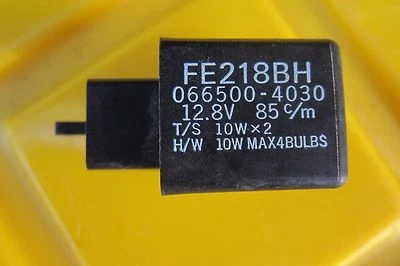 FE218BH
066500-4030
12.8V 85 c/m
T/S 10W×2
H/W 10W MAX4BULBS